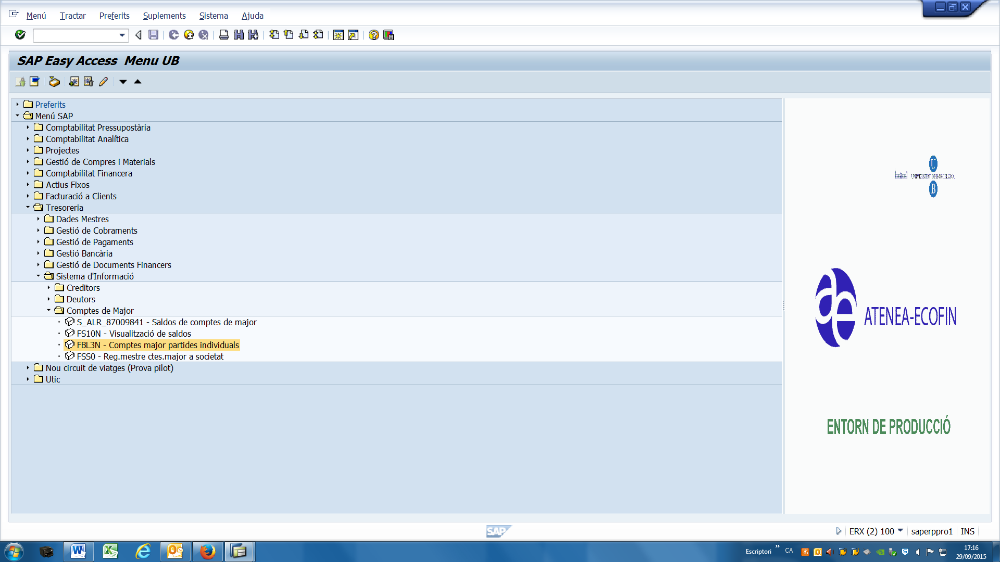 Menú Tractar Preferits Suplements Sistema Ajuda
SAP Easy Access Menu UB
Preferits
Menú SAP
Comptabilitat Pressupostària
Comptabilitat Analítica
Projectes
Gestió de Compres i Materials
Comptabilitat Financera
Actius Fixos
Facturació a Clients
Tresoreria
Dades Mestres
Gestió de Cobraments
Gestió de Pagaments
Gestió Bancària
Gestió de Documents Financers
Sistema d'Informació
Creditors
Deutors
Comptes de Major
S_ALR_87009841 - Saldos de comptes de major
FS10N - Visualització de saldos
FBL3N - Comptes major partides individuals
FSS0 - Reg.mestre ctes.major a societat
Nou circuit de viatges (Prova pilot)
Utic
U
UNIVERSITAT DE BARCELONA
B
ae ATENEA-ECOFIN
ENTORN DE PRODUCCIÓ
SAP
ERX (2) 100 saperppro1 INS
Escriptori » CA
17:16
29/09/2015